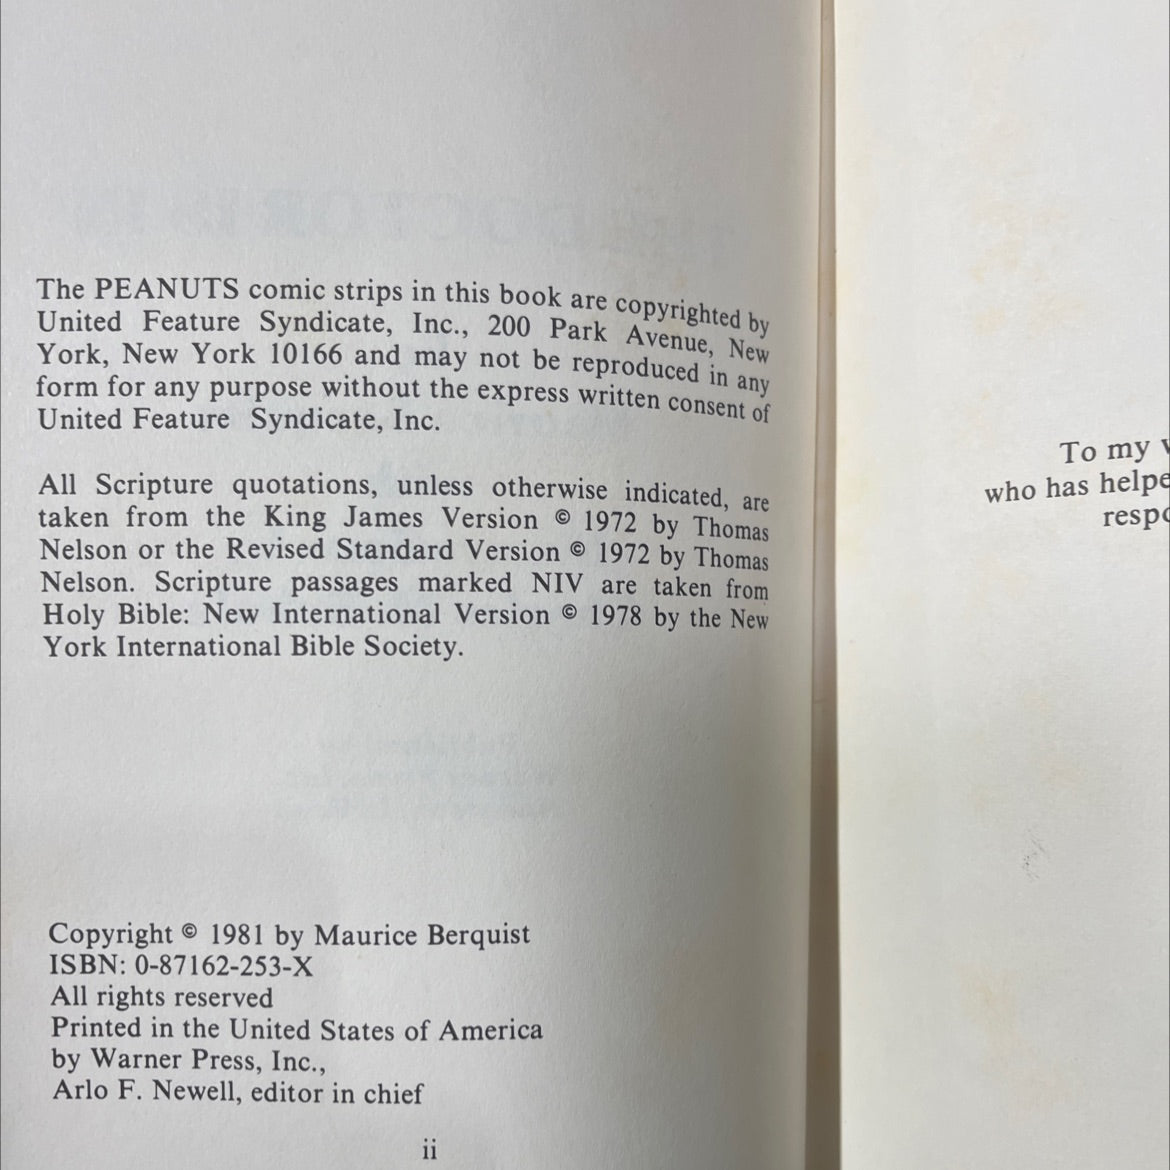 The PEANUTS comic strips in this book are copyrighted by
United Feature Syndicate, Inc., 200 Park Avenue, New
York, New York 10166 and may not be reproduced in any
form for any purpose without the express written consent of
United Feature Syndicate, Inc.
All Scripture quotations, unless otherwise indicated, are
taken from the King James Version © 1972 by Thomas
Nelson or the Revised Standard Version © 1972 by Thomas
Nelson. Scripture passages marked NIV are taken from
Holy Bible: New International Version © 1978 by the New
York International Bible Society.
Copyright © 1981 by Maurice Berquist
ISBN: 0-87162-253-X
All rights reserved
Printed in the United States of America
by Warner Press, Inc.,
Arlo F. Newell, editor in chief
ii
To my
who has helpe
respo